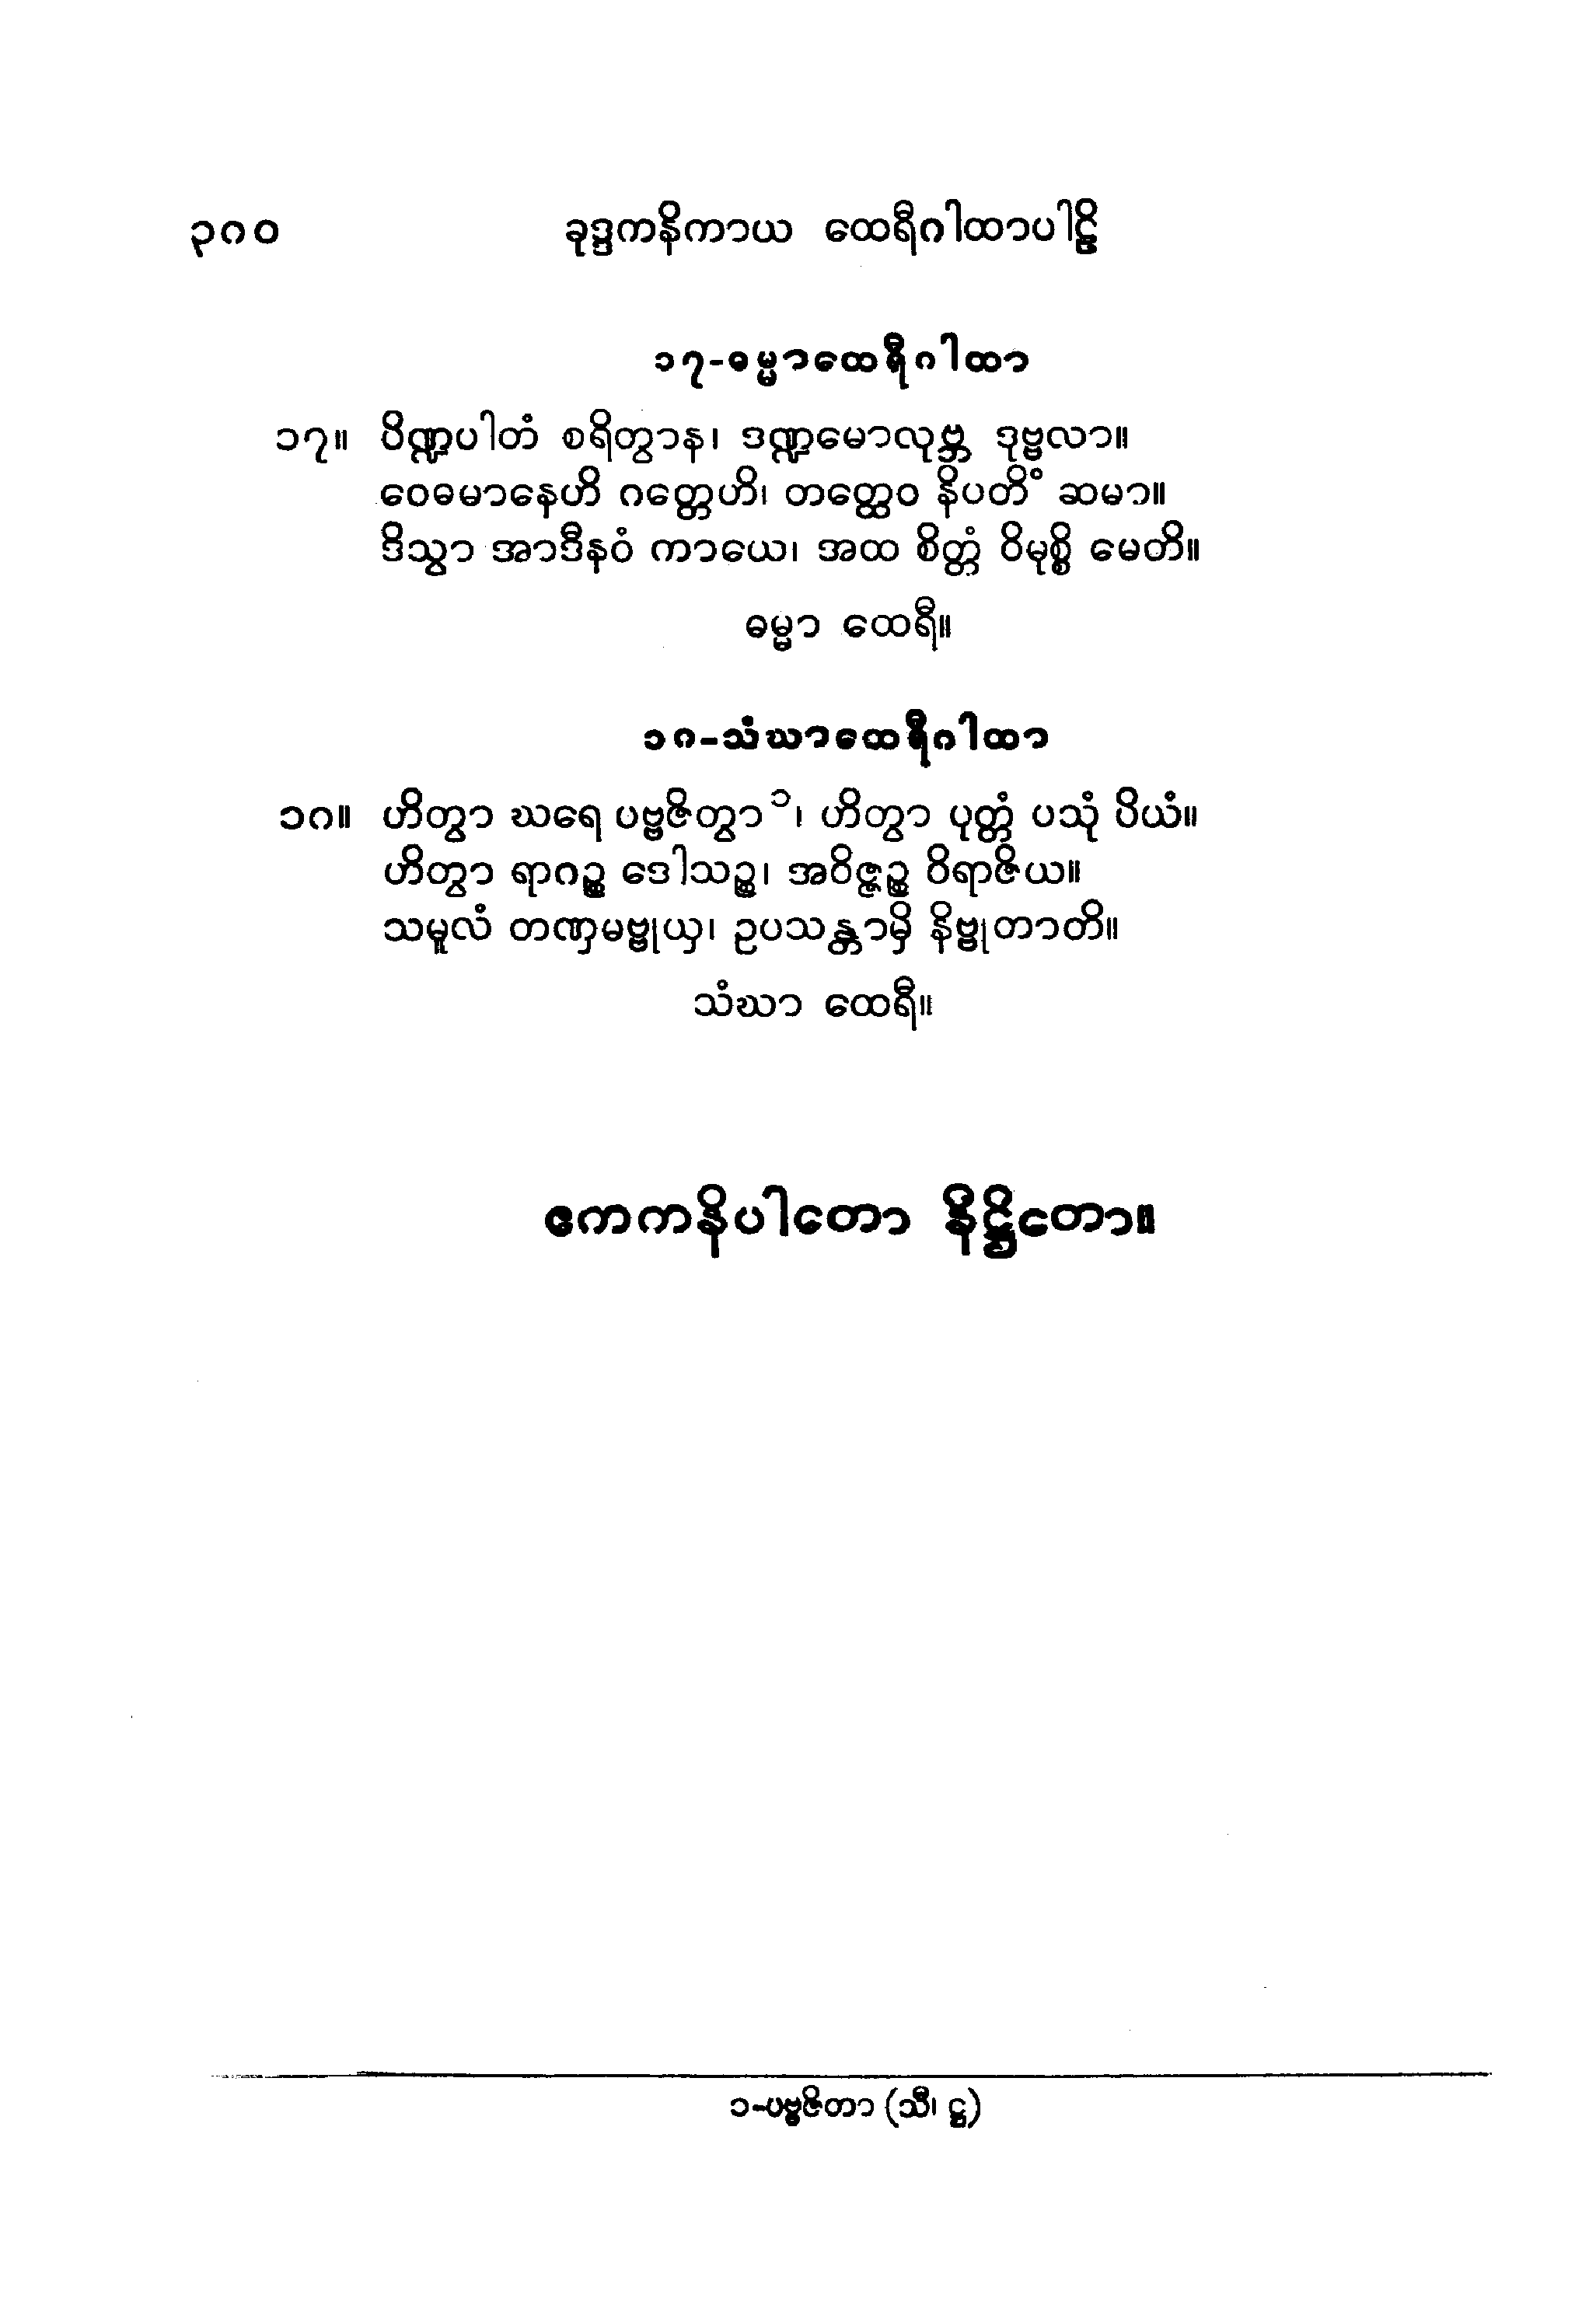 ၃၈၀ ခုဒ္ဒကနိကာယ ထေရီဂါထာပါဠိ
၁၇-ဓမ္မာထေရီဂါထာ
၁၇။ ပိဏ္ဍပါတံ စရိတွာန၊ ဒဏ္ဍမောလုဗ္ဘ ဒုဗ္ဗလာ။
ဝေဓမာနေဟိ ဂတ္တေဟိ၊ တတ္ထေဝ နိပတိံ ဆမာ။
ဒိသွာ အာဒီနဝံ ကာယေ၊ အထ စိတ္တံ ဝိမုစ္စိ မေတိ။
ဓမ္မာ ထေရီ။
၁၈-သံဃာထေရီဂါထာ
၁၈။ ဟိတွာ ဃရေ ပဗ္ဗဇိတွာ၁၊ ဟိတွာ ပုတ္တံ ပသုံ ပိယံ။
ဟိတွာ ရာဂဉ္စ ဒေါသဉ္စ၊ အဝိဇ္ဇဉ္စ ဝိရာဇိယ။
သမူလံ တဏှမဗ္ဗုယှ၊ ဥပသန္တာမှိ နိဗ္ဗုတာတိ။
သံဃာ ထေရီ။
ဧကကနိပါတော နိဋ္ဌိတော။
၁-ပဗ္ဗဇိတာ (သီ၊ ဋ္ဌ)